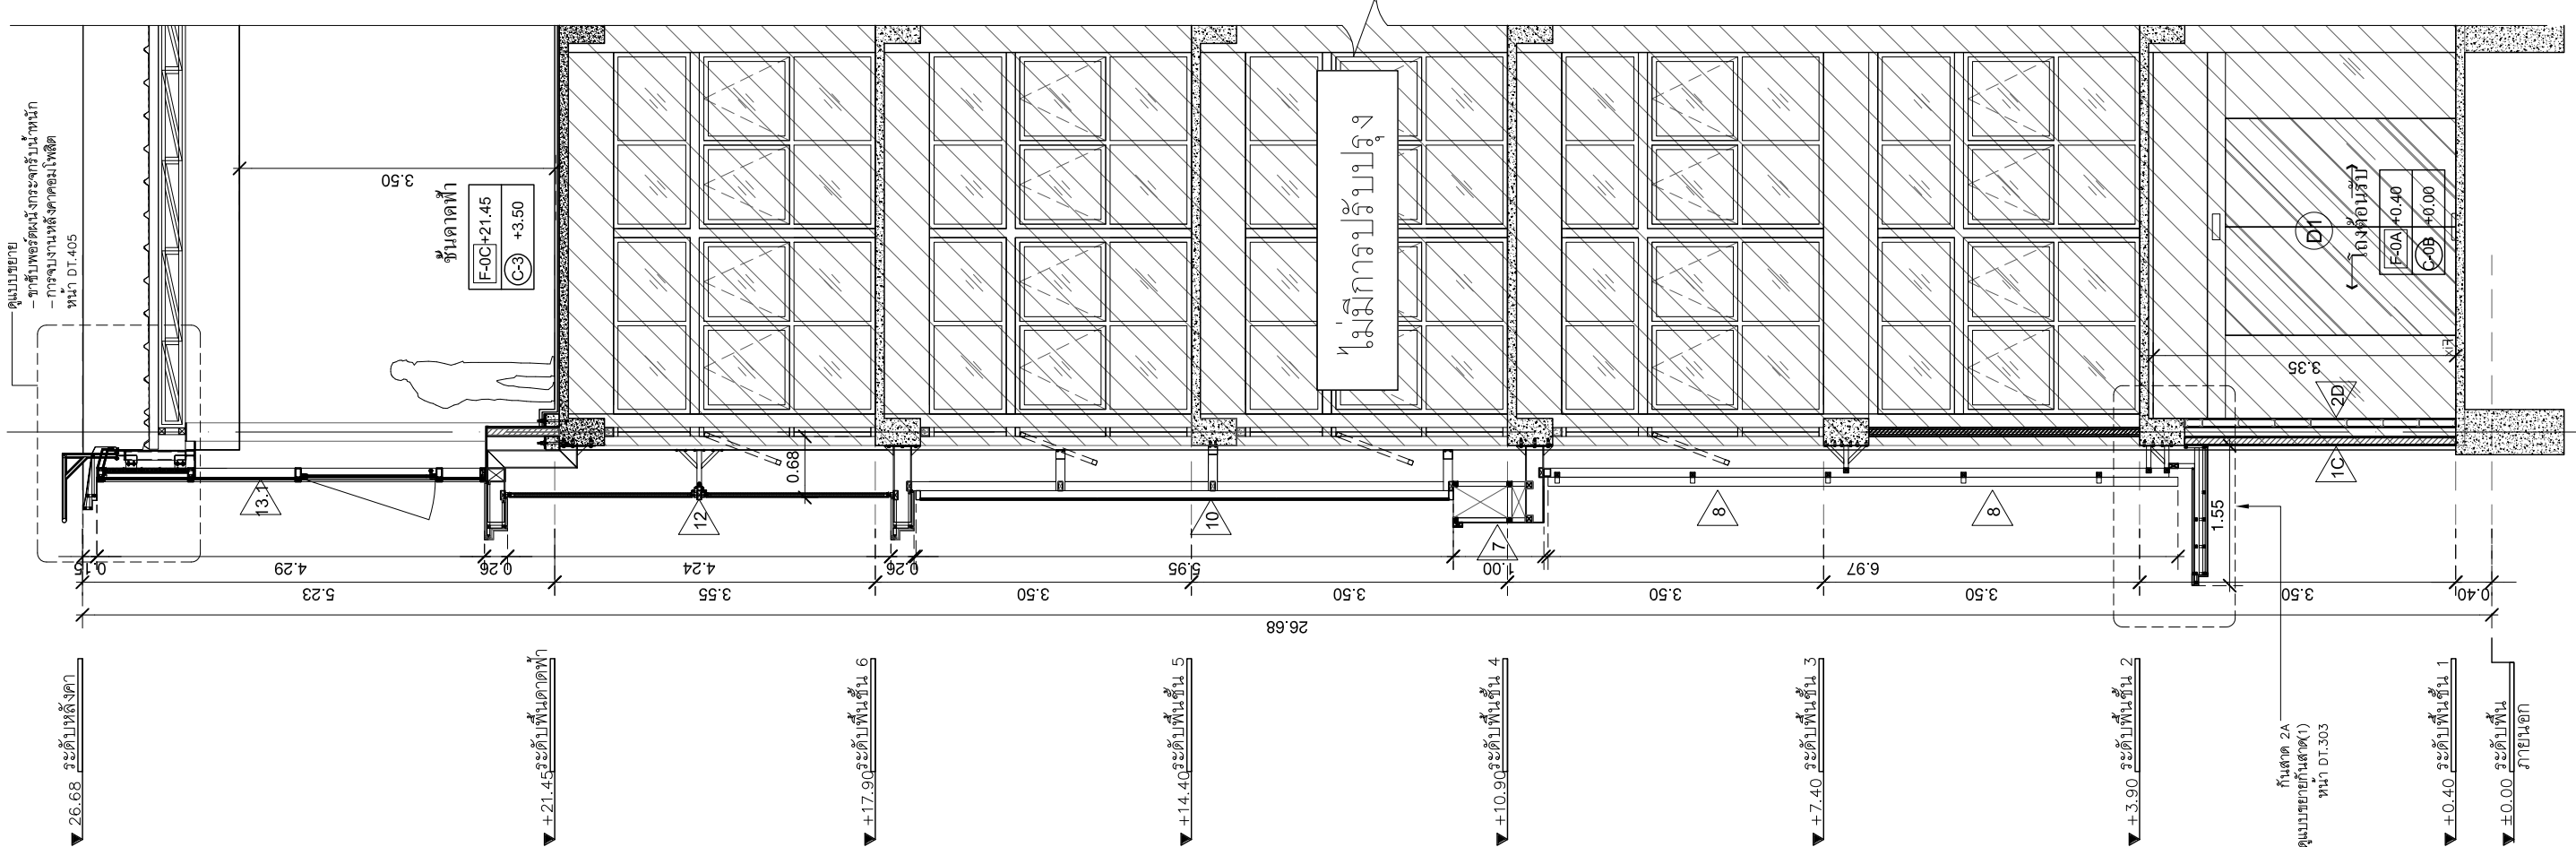 ดูแบบขยาย
- ขารับพอร์ตผนังกระจกรับน้ำหนัก
- การจบงานหลังคาคอมโพสิต
หน้า DT.405
3.50
ชั้นดาดฟ้า
F-0C +21.45
C-3 +3.50
ไม่มีการปรับปรุง
D1
โถงต้อนรับ
F-0A +0.40
C-0B +0.00
Fix
3.35
2D
1C
13.1
12
0.68
10
7
8
8
1.55
0.15
4.29
0.26
4.24
0.26
5.95
1.00
6.97
5.23
3.55
3.50
3.50
3.50
3.50
3.50
0.40
26.68
26.68 ระดับหลังคา
+21.45 ระดับพื้นดาดฟ้า
+17.90 ระดับพื้นชั้น 6
+14.40 ระดับพื้นชั้น 5
+10.90 ระดับพื้นชั้น 4
+7.40 ระดับพื้นชั้น 3
+3.90 ระดับพื้นชั้น 2
+0.40 ระดับพื้นชั้น 1
±0.00 ระดับพื้น
ภายนอก
กันสาด 2A
ดูแบบขยายกันสาด(1)
หน้า DT.303